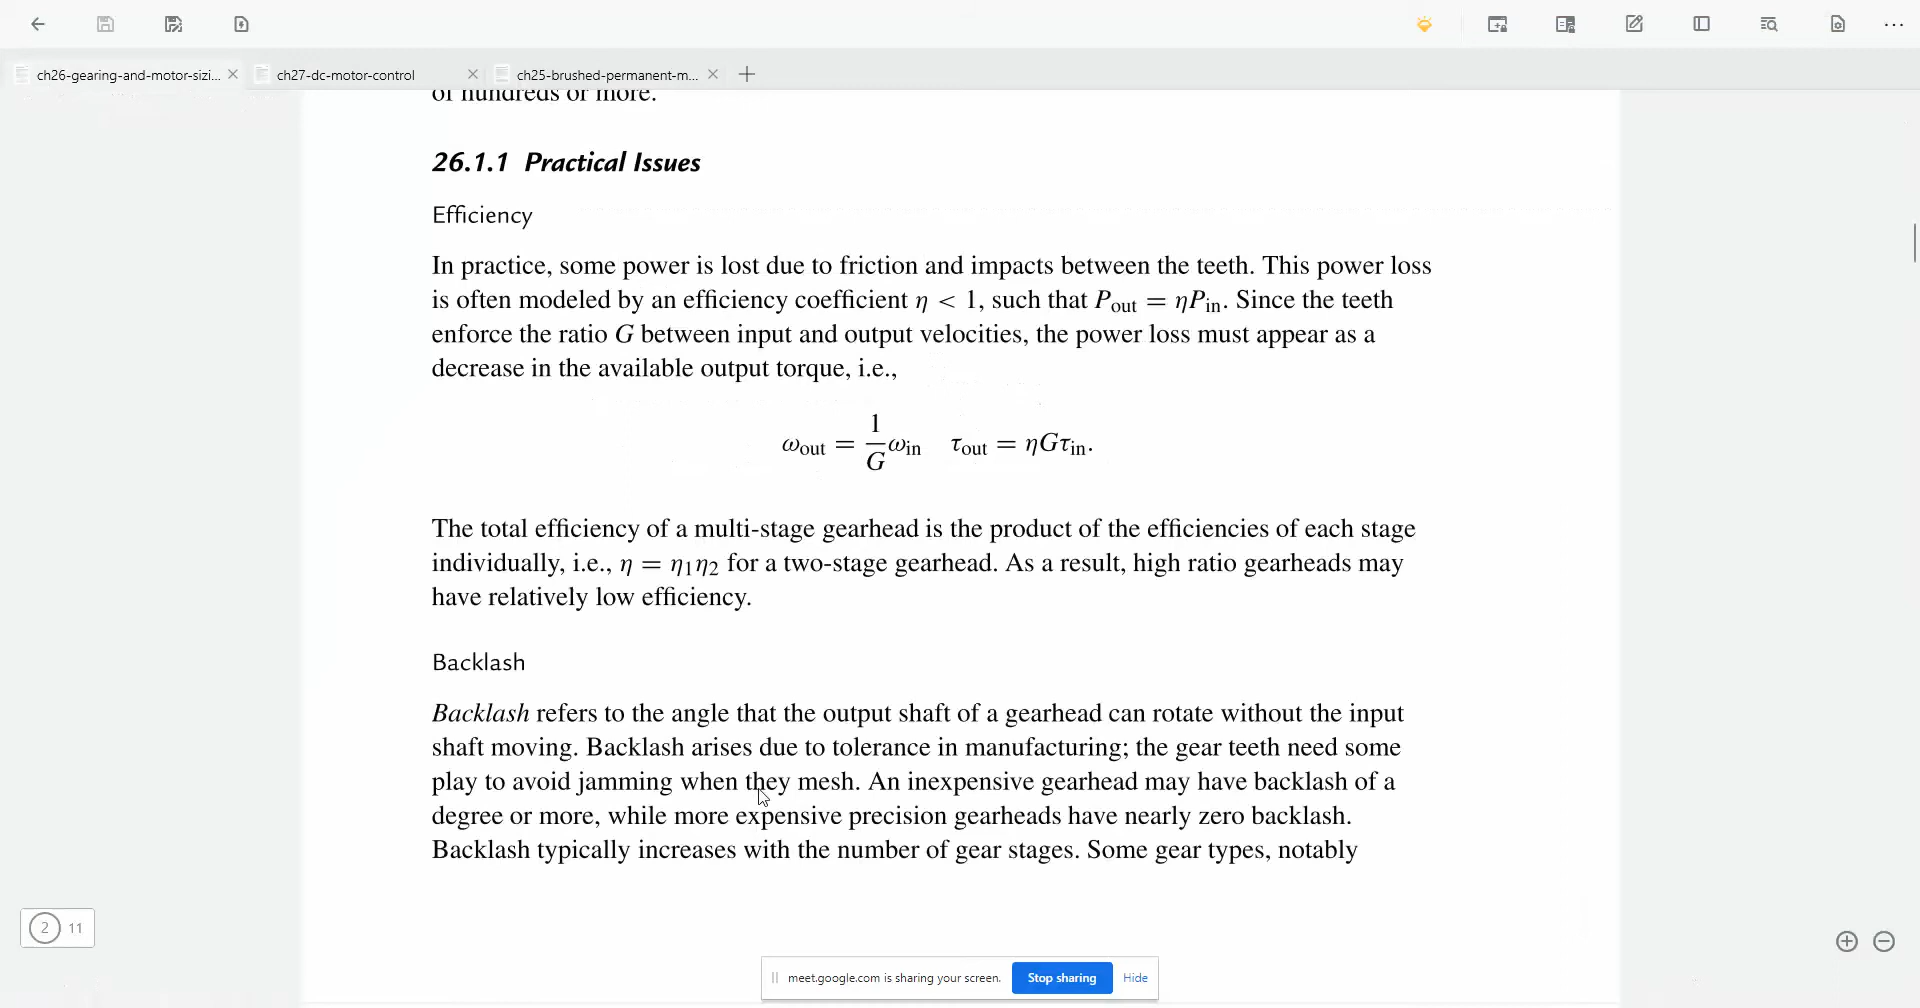 ch26-gearing-and-motor-sizi...
ch27-dc-motor-control
ch25-brushed-permanent-m...
of hundreds or more.
26.1.1 Practical Issues
Efficiency
In practice, some power is lost due to friction and impacts between the teeth. This power loss
is often modeled by an efficiency coefficient η < 1, such that P_out = ηP_in. Since the teeth
enforce the ratio G between input and output velocities, the power loss must appear as a
decrease in the available output torque, i.e.,
ω_out = 1/G ω_in τ_out = ηGτ_in.
The total efficiency of a multi-stage gearhead is the product of the efficiencies of each stage
individually, i.e., η = η1η2 for a two-stage gearhead. As a result, high ratio gearheads may
have relatively low efficiency.
Backlash
Backlash refers to the angle that the output shaft of a gearhead can rotate without the input
shaft moving. Backlash arises due to tolerance in manufacturing; the gear teeth need some
play to avoid jamming when they mesh. An inexpensive gearhead may have backlash of a
degree or more, while more expensive precision gearheads have nearly zero backlash.
Backlash typically increases with the number of gear stages. Some gear types, notably
2 11
meet.google.com is sharing your screen. Stop sharing Hide